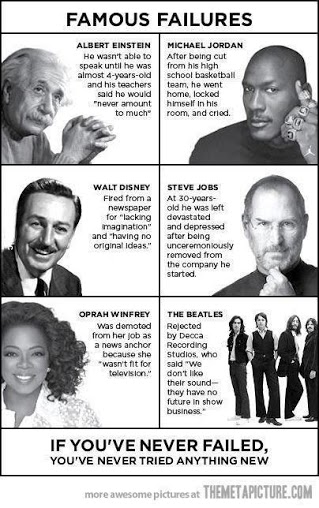 FAMOUS FAILURES
ALBERT EINSTEIN
He wasn't able to
speak until he was
almost 4-years-old
and his teachers
said he would
"never amount
to much"
MICHAEL JORDAN
After being cut
from his high
school basketball
team, he went
home, locked
himself in his
room, and cried.
WALT DISNEY
Fired from a
newspaper
for "lacking
imagination"
and "having no
original ideas."
STEVE JOBS
At 30-years-
old he was left
devastated
and depressed
after being
unceremoniously
removed from
the company he
started.
OPRAH WINFREY
Was demoted
from her job as
a news anchor
because she
"wasn't fit for
television."
THE BEATLES
Rejected
by Decca
Recording
Studios, who
said "We
don't like
their sound—
they have no
future in show
business."
IF YOU'VE NEVER FAILED,
YOU'VE NEVER TRIED ANYTHING NEW
more awesome pictures at THEMETAPICTURE.COM